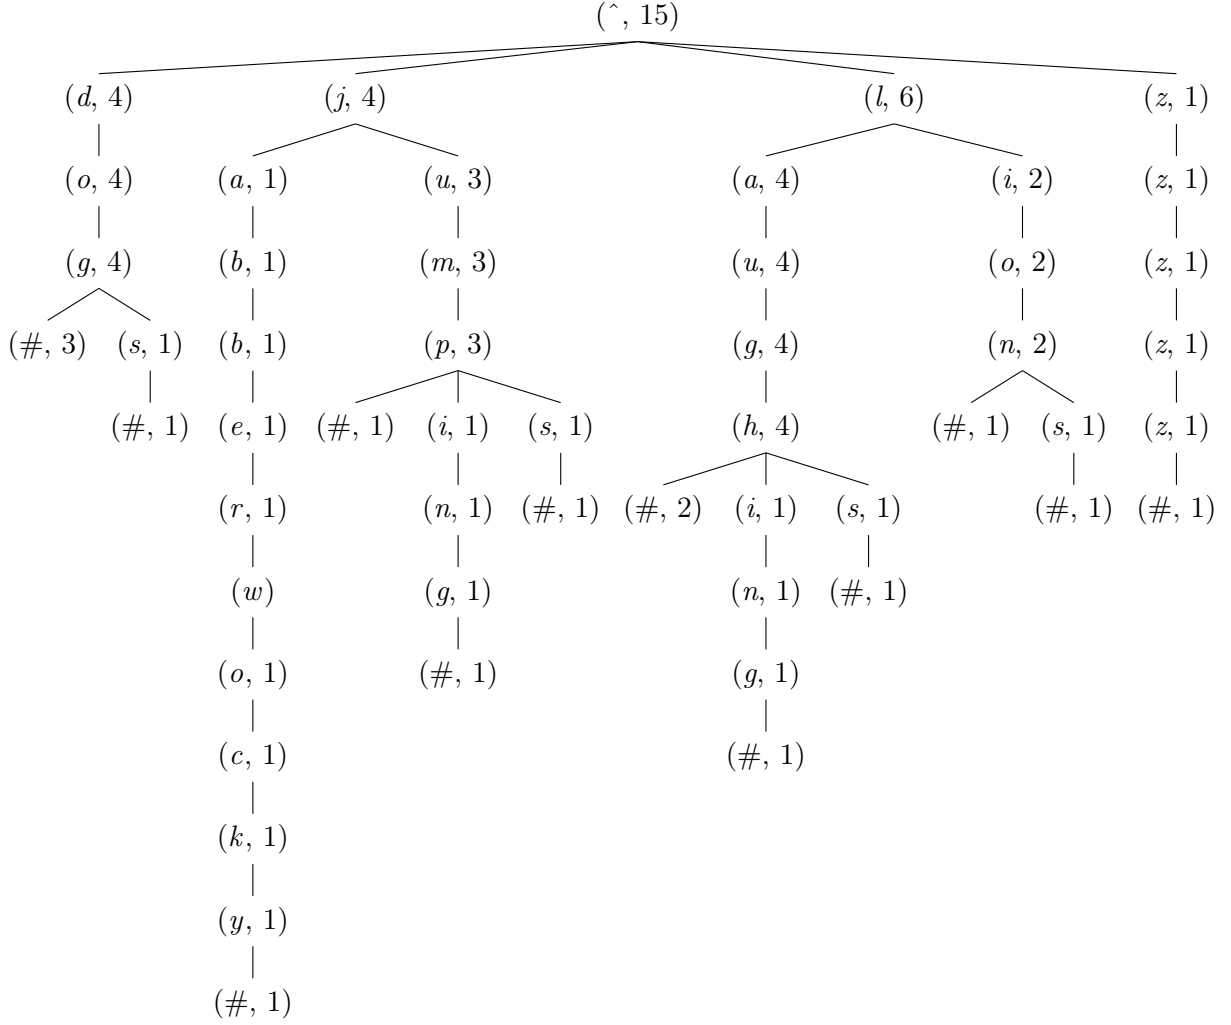 (ˆ, 15)
(d, 4) (j, 4) (l, 6) (z, 1)
(o, 4) (a, 1) (u, 3) (a, 4) (i, 2) (z, 1)
(g, 4) (b, 1) (m, 3) (u, 4) (o, 2) (z, 1)
(#, 3) (s, 1) (b, 1) (p, 3) (g, 4) (n, 2) (z, 1)
(#, 1) (e, 1) (#, 1) (i, 1) (s, 1) (h, 4) (#, 1) (s, 1) (z, 1)
(r, 1) (n, 1) (#, 1) (#, 2) (i, 1) (s, 1) (#, 1) (#, 1)
(w) (g, 1) (n, 1) (#, 1)
(o, 1) (#, 1) (g, 1)
(c, 1) (#, 1)
(k, 1)
(y, 1)
(#, 1)